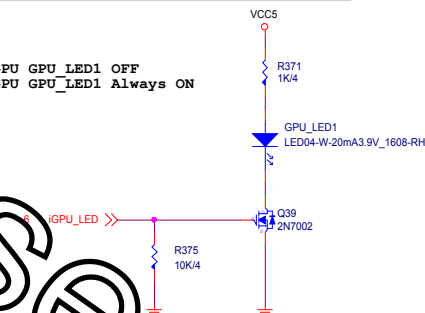 VCC5
PU GPU_LED1 OFF
PU GPU_LED1 Always ON
R371
1K/4
GPU_LED1
LED04-W-20mA3.9V_1608-RH
6 iGPU_LED
Q39
2N7002
R375
10K/4